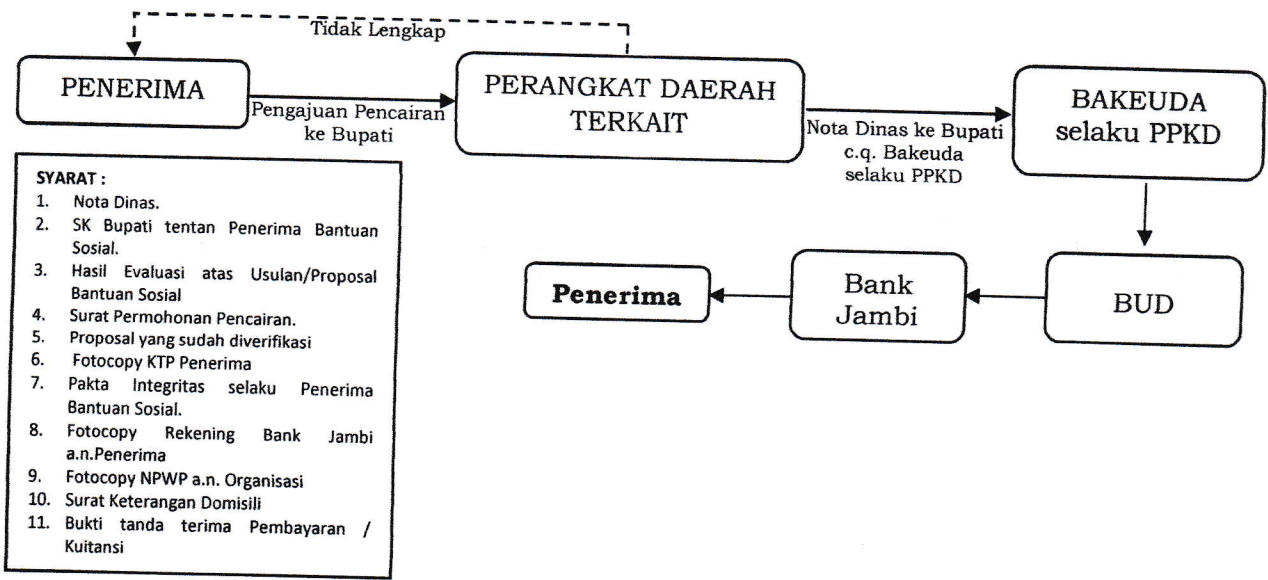 Tidak Lengkap
PENERIMA
Pengajuan Pencairan
ke Bupati
PERANGKAT DAERAH
TERKAIT
Nota Dinas ke Bupati
c.q. Bakeuda
selaku PPKD
BAKEUDA
selaku PPKD
BUD
Bank
Jambi
Penerima
SYARAT :
1. Nota Dinas.
2. SK Bupati tentan Penerima Bantuan
Sosial.
3. Hasil Evaluasi atas Usulan/Proposal
Bantuan Sosial
4. Surat Permohonan Pencairan.
5. Proposal yang sudah diverifikasi
6. Fotocopy KTP Penerima
7. Pakta Integritas selaku Penerima
Bantuan Sosial.
8. Fotocopy Rekening Bank Jambi
a.n.Penerima
9. Fotocopy NPWP a.n. Organisasi
10. Surat Keterangan Domisili
11. Bukti tanda terima Pembayaran /
Kuitansi